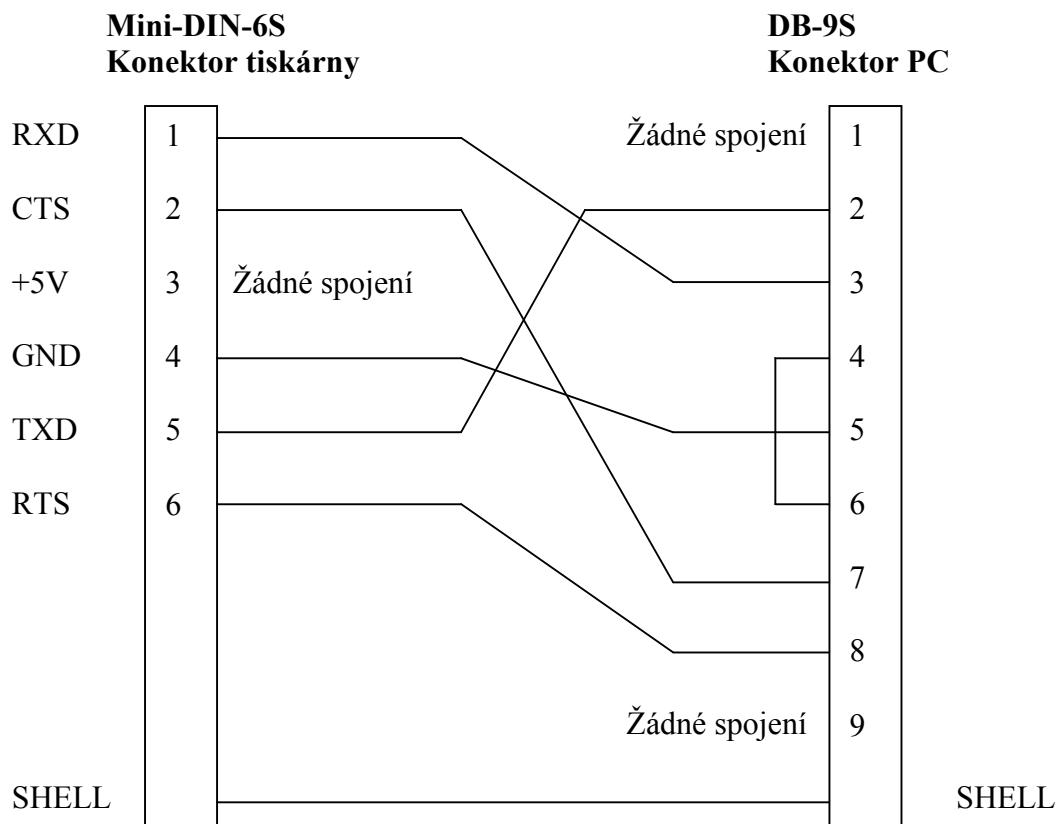 Mini-DIN-6S
Konektor tiskárny
DB-9S
Konektor PC
RXD 1 Žádné spojení 1
CTS 2 2
+5V 3 Žádné spojení 3
GND 4 4
TXD 5 5
RTS 6 6
7
8
Žádné spojení 9
SHELL SHELL